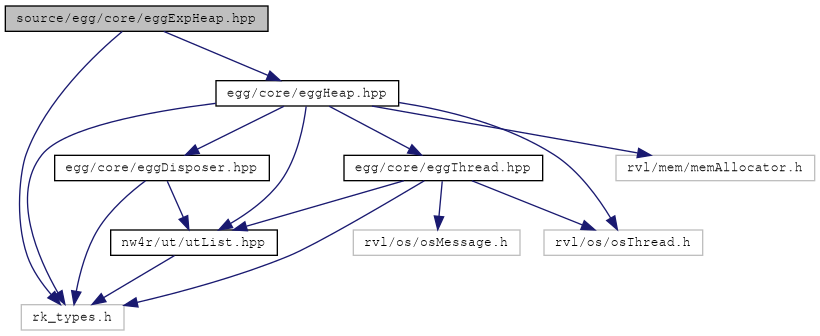 source/egg/core/eggExpHeap.hpp
egg/core/eggHeap.hpp
egg/core/eggDisposer.hpp
egg/core/eggThread.hpp
rvl/mem/memAllocator.h
nw4r/ut/utList.hpp
rvl/os/osMessage.h
rvl/os/osThread.h
rk_types.h